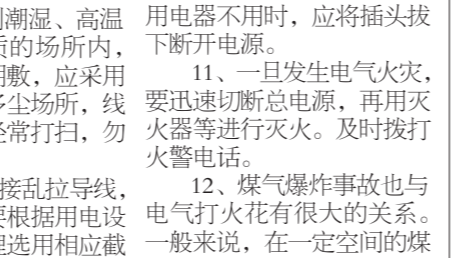 潮湿、高温
质的场所内，
明敷，应采用
多尘场所，线
经常打扫，勿
接乱拉导线，
要根据用电设
理选用相应截
用电器不用时，应将插头拔
下断开电源。
11、一旦发生电气火灾，
要迅速切断总电源，再用灭
火器等进行灭火。及时拨打
火警电话。
12、煤气爆炸事故也与
电气打火花有很大的关系。
一般来说，在一定空间的煤